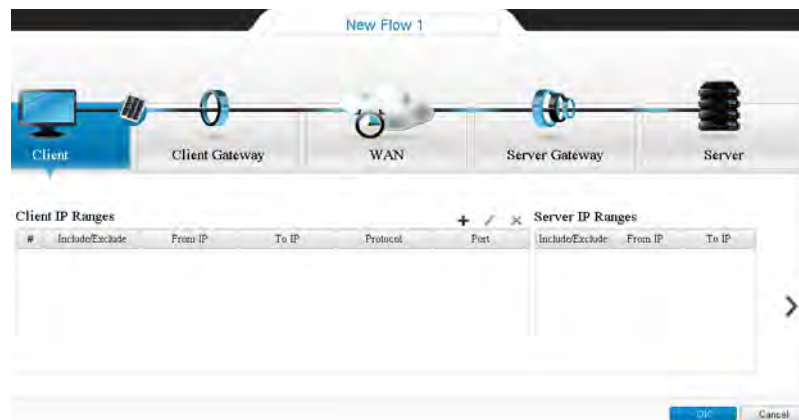 New Flow 1
Client Client Gateway WAN Server Gateway Server
Client IP Ranges Server IP Ranges
# Include/Exclude From IP To IP Protocol Port Include/Exclude From IP To IP
OK Cancel